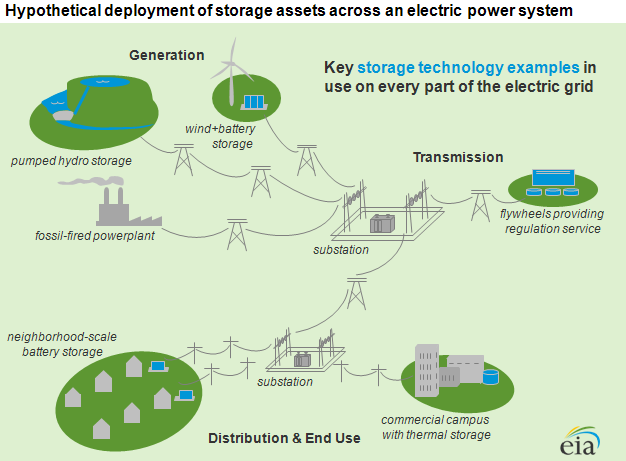 Hypothetical deployment of storage assets across an electric power system
Generation
Key storage technology examples in
use on every part of the electric grid
wind+battery
storage
pumped hydro storage
Transmission
fossil-fired powerplant
substation
flywheels providing
regulation service
neighborhood-scale
battery storage
substation
commercial campus
with thermal storage
Distribution & End Use
eia